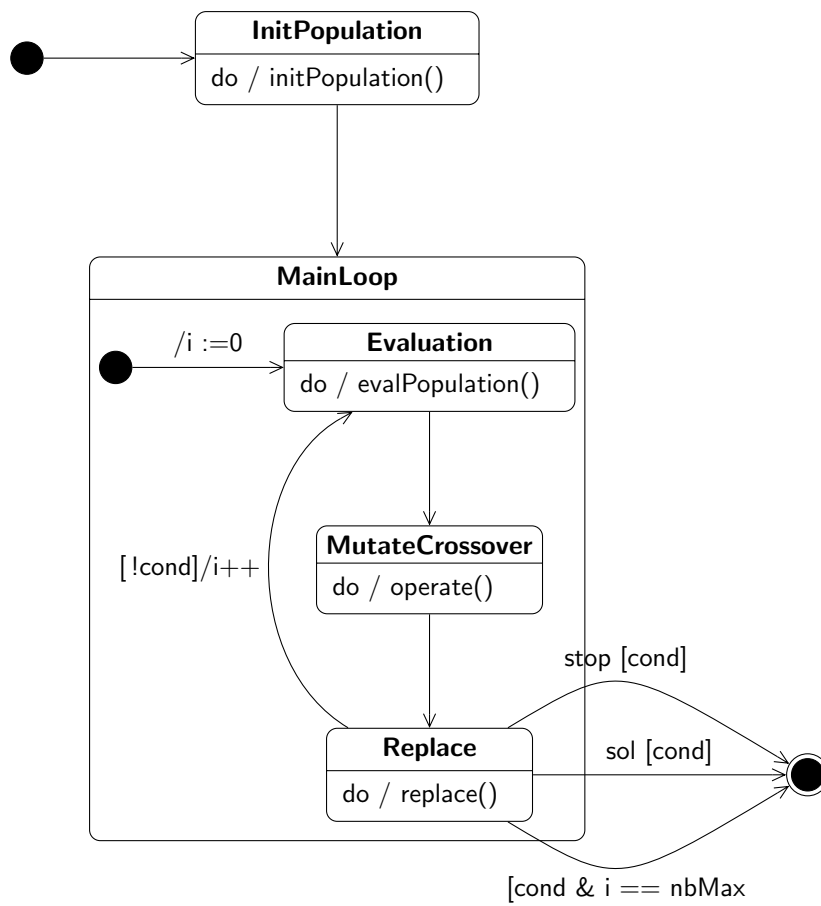 InitPopulation
do / initPopulation()
MainLoop
/i :=0
Evaluation
do / evalPopulation()
[ !cond]/i++
MutateCrossover
do / operate()
stop [cond]
Replace
sol [cond]
do / replace()
[cond & i == nbMax